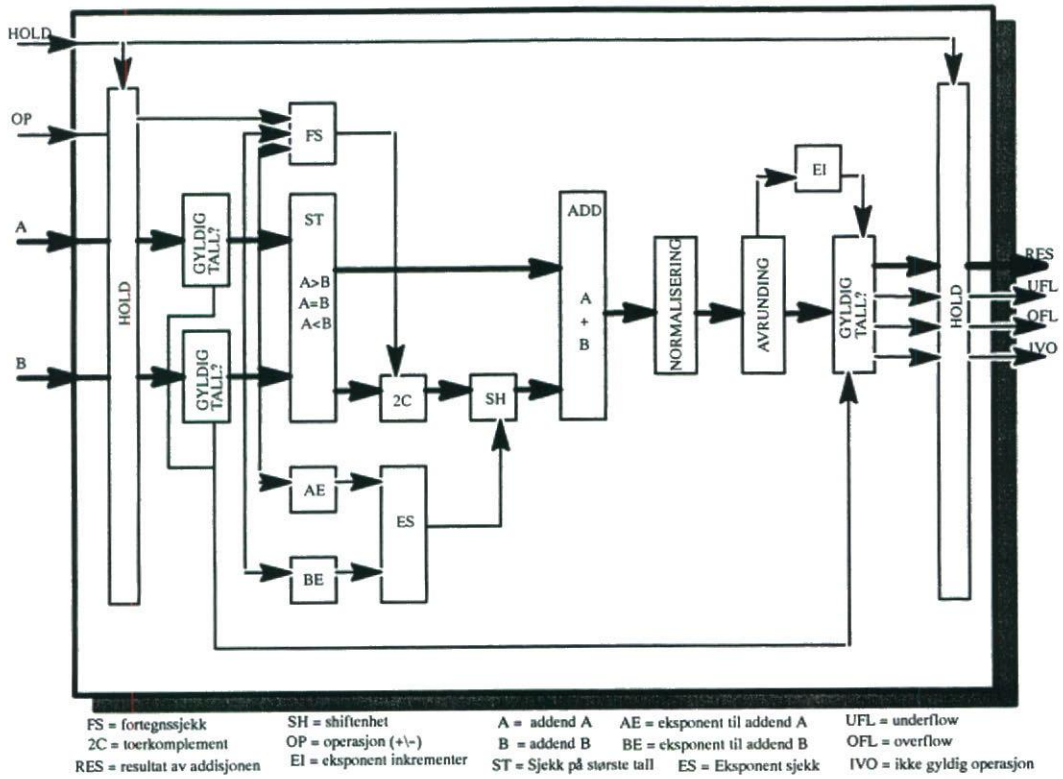 HOLD
OP
A
B
HOLD
GYLDIG
TALL?
GYLDIG
TALL?
FS
ST
A>B
A=B
A<B
2C
SH
AE
BE
ES
ADD
A
+
B
NORMALISERING
AVRUNDING
EI
GYLDIG
TALL?
HOLD
RES
UFL
OFL
IVO
FS = fortegnssjekk
2C = toerkomplement
RES = resultat av addisjonen
SH = shiftenhet
OP = operasjon (+\-)
EI = eksponent inkrementer
A = addend A
B = addend B
ST = Sjekk på største tall
AE = eksponent til addend A
BE = eksponent til addend B
ES = Eksponent sjekk
UFL = underflow
OFL = overflow
IVO = ikke gyldig operasjon